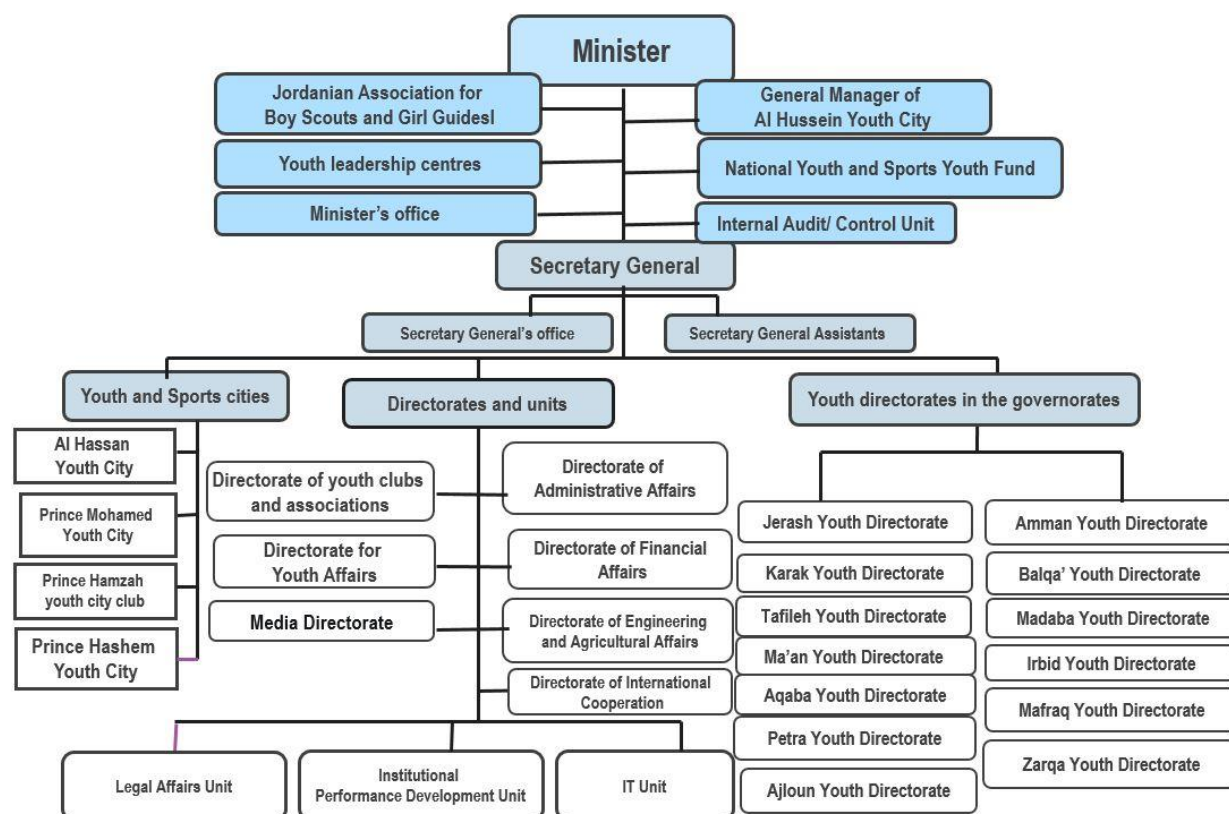 Minister
Jordanian Association for
Boy Scouts and Girl Guidesl
General Manager of
Al Hussein Youth City
Youth leadership centres
National Youth and Sports Youth Fund
Minister's office
Internal Audit/ Control Unit
Secretary General
Secretary General's office
Secretary General Assistants
Youth and Sports cities
Directorates and units
Youth directorates in the governorates
Al Hassan
Youth City
Prince Mohamed
Youth City
Prince Hamzah
youth city club
Prince Hashem
Youth City
Directorate of youth clubs
and associations
Directorate for
Youth Affairs
Media Directorate
Directorate of
Administrative Affairs
Directorate of Financial
Affairs
Directorate of Engineering
and Agricultural Affairs
Directorate of International
Cooperation
Legal Affairs Unit
Institutional
Performance Development Unit
IT Unit
Jerash Youth Directorate
Karak Youth Directorate
Tafileh Youth Directorate
Ma'an Youth Directorate
Aqaba Youth Directorate
Petra Youth Directorate
Ajloun Youth Directorate
Amman Youth Directorate
Balqa' Youth Directorate
Madaba Youth Directorate
Irbid Youth Directorate
Mafraq Youth Directorate
Zarqa Youth Directorate